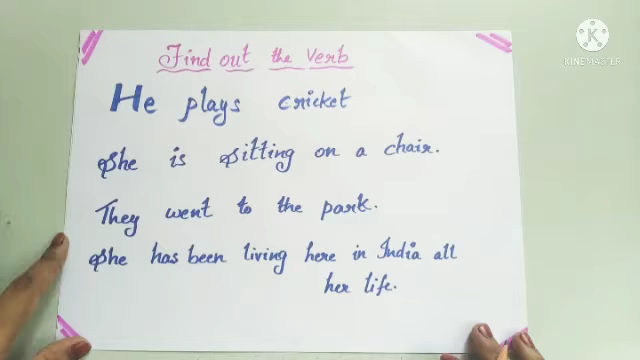 Find out the verb
He plays cricket
She is sitting on a chair.
They went to the park.
She has been living here in India all
her life.
KINEMASTER